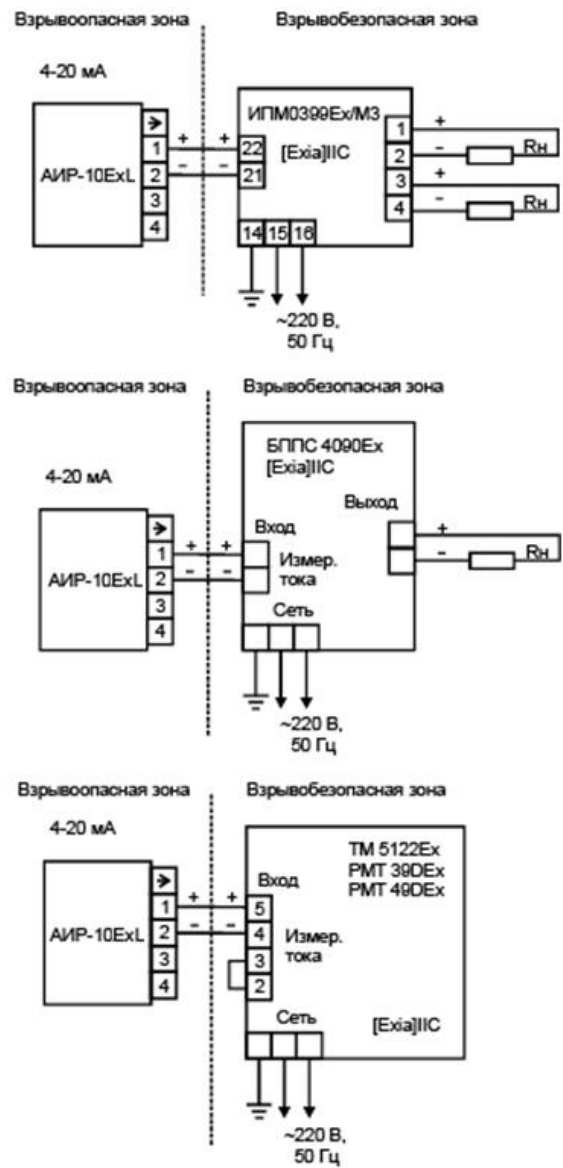 Взрывоопасная зона Взрывобезопасная зона
4-20 мА
ИПМ0399Ex/М3
[Exia]IIC
АИР-10ExL
➔
1
2
3
4
+ +
– –
22
21
1
2
3
4
+
– Rн
+
– Rн
14 15 16
~220 В,
50 Гц
Взрывоопасная зона Взрывобезопасная зона
4-20 мА
БППС 4090Ex
[Exia]IIC
Выход
Вход
АИР-10ExL
➔
1
2
3
4
+ +
– –
Измер.
тока
+
– Rн
Сеть
~220 В,
50 Гц
Взрывоопасная зона Взрывобезопасная зона
4-20 мА
ТМ 5122Ex
РМТ 39DEx
РМТ 49DEx
Вход
АИР-10ExL
➔
1
2
3
4
+ +
– –
5
4
3
2
Измер.
тока
Сеть
[Exia]IIC
~220 В,
50 Гц